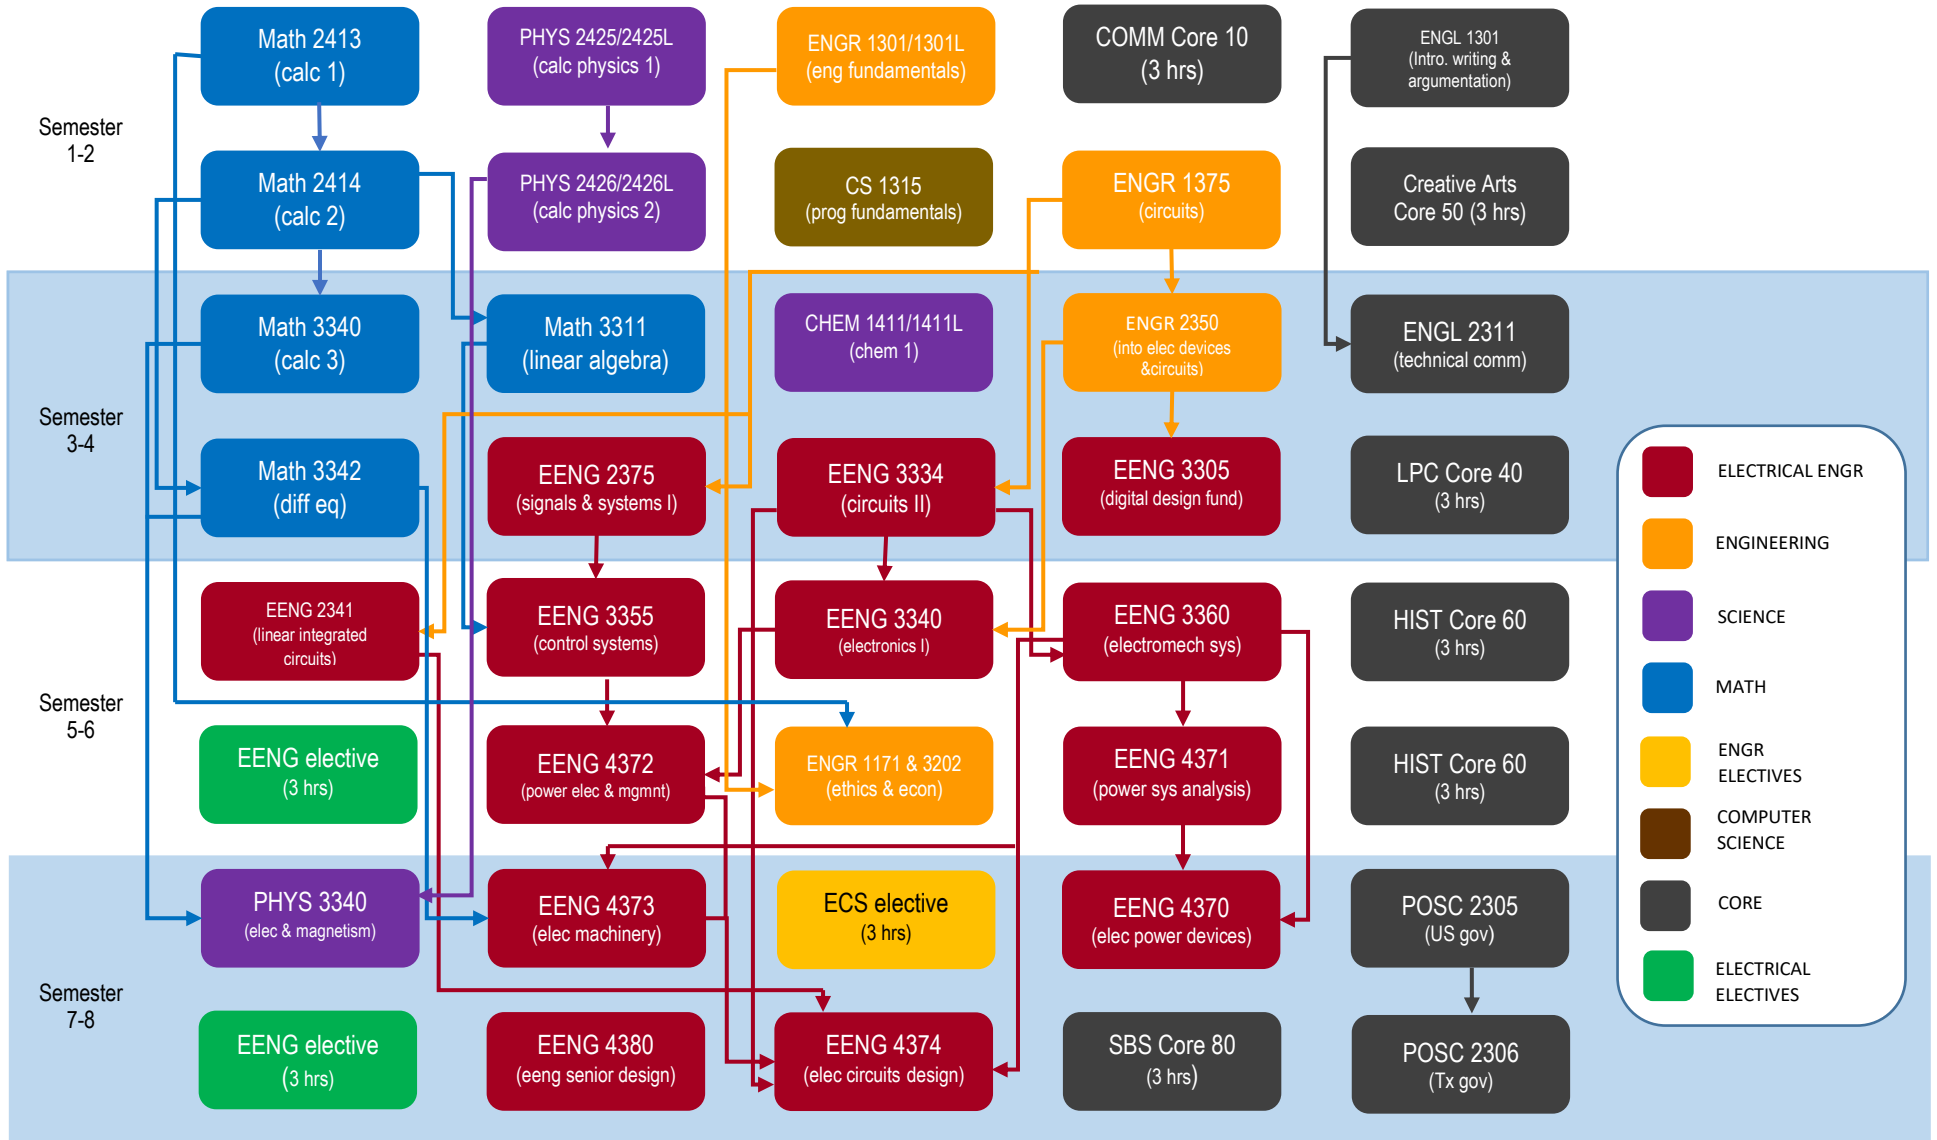 Math 2413
(calc 1)
PHYS 2425/2425L
(calc physics 1)
ENGR 1301/1301L
(eng fundamentals)
COMM Core 10
(3 hrs)
ENGL 1301
(Intro. writing &
argumentation)
Semester
1-2
Math 2414
(calc 2)
PHYS 2426/2426L
(calc physics 2)
CS 1315
(prog fundamentals)
ENGR 1375
(circuits)
Creative Arts
Core 50 (3 hrs)
Math 3340
(calc 3)
Math 3311
(linear algebra)
CHEM 1411/1411L
(chem 1)
ENGR 2350
(into elec devices
&circuits)
ENGL 2311
(technical comm)
Semester
3-4
Math 3342
(diff eq)
EENG 2375
(signals & systems I)
EENG 3334
(circuits II)
EENG 3305
(digital design fund)
LPC Core 40
(3 hrs)
EENG 2341
(linear integrated
circuits)
EENG 3355
(control systems)
EENG 3340
(electronics I)
EENG 3360
(electromech sys)
HIST Core 60
(3 hrs)
Semester
5-6
EENG elective
(3 hrs)
EENG 4372
(power elec & mgmnt)
ENGR 1171 & 3202
(ethics & econ)
EENG 4371
(power sys analysis)
HIST Core 60
(3 hrs)
PHYS 3340
(elec & magnetism)
EENG 4373
(elec machinery)
ECS elective
(3 hrs)
EENG 4370
(elec power devices)
POSC 2305
(US gov)
Semester
7-8
EENG elective
(3 hrs)
EENG 4380
(eeng senior design)
EENG 4374
(elec circuits design)
SBS Core 80
(3 hrs)
POSC 2306
(Tx gov)
ELECTRICAL ENGR
ENGINEERING
SCIENCE
MATH
ENGR
ELECTIVES
COMPUTER
SCIENCE
CORE
ELECTRICAL
ELECTIVES